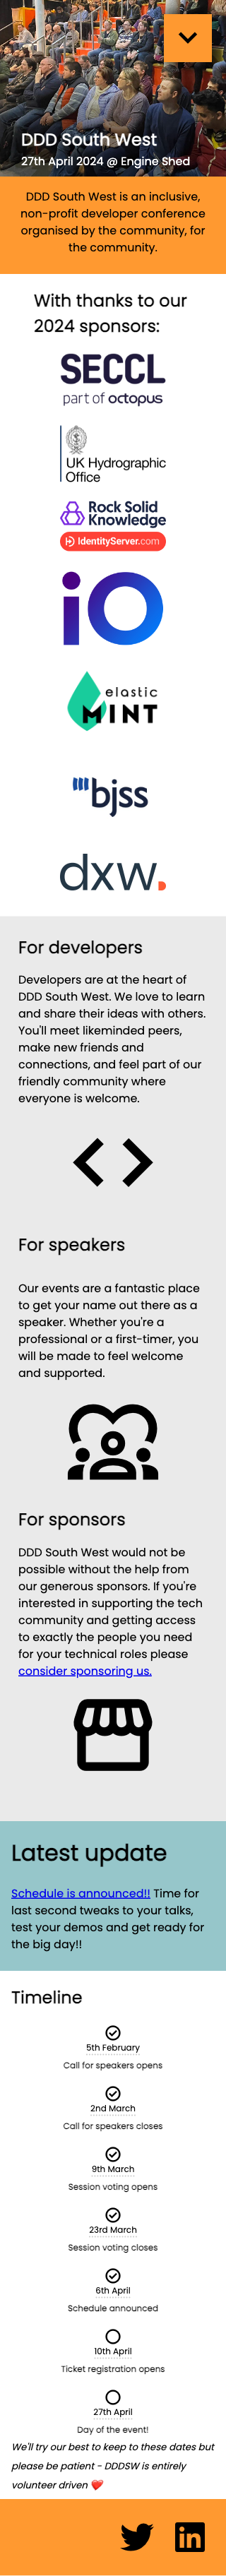 DDD South West
27th April 2024 @ Engine Shed
DDD South West is an inclusive,
non-profit developer conference
organised by the community, for
the community.
With thanks to our
2024 sponsors:
SECCL
part of octopus
UK Hydrographic
Office
Rock Solid
Knowledge
IdentityServer.com
iO
elastic
MINT
bjss
dxw.
For developers
Developers are at the heart of
DDD South West. We love to learn
and share their ideas with others.
You'll meet likeminded peers,
make new friends and
connections, and feel part of our
friendly community where
everyone is welcome.
For speakers
Our events are a fantastic place
to get your name out there as a
speaker. Whether you're a
professional or a first-timer, you
will be made to feel welcome
and supported.
For sponsors
DDD South West would not be
possible without the help from
our generous sponsors. If you're
interested in supporting the tech
community and getting access
to exactly the people you need
for your technical roles please
consider sponsoring us.
Latest update
Schedule is announced!! Time for
last second tweaks to your talks,
test your demos and get ready for
the big day!!
Timeline
5th February
Call for speakers opens
2nd March
Call for speakers closes
9th March
Session voting opens
23rd March
Session voting closes
6th April
Schedule announced
10th April
Ticket registration opens
27th April
Day of the event!
We'll try our best to keep to these dates but
please be patient - DDDSW is entirely
volunteer driven ❤️
in